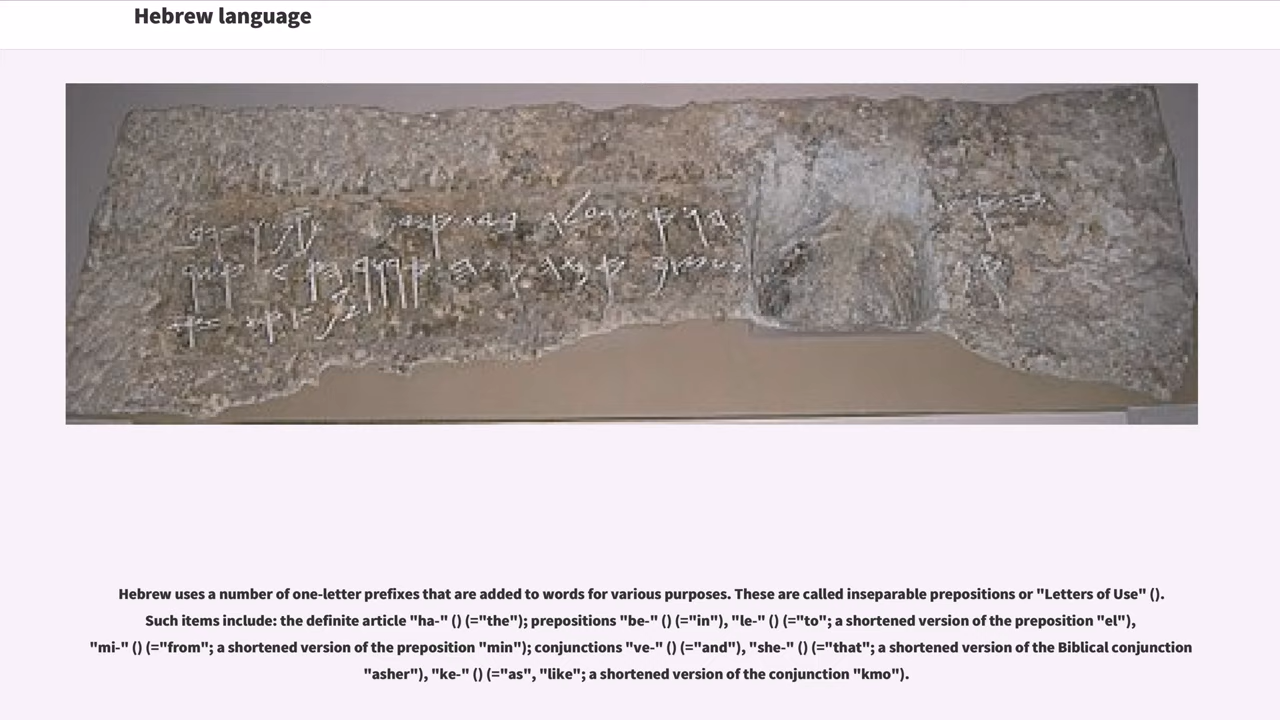 Hebrew language
Hebrew uses a number of one-letter prefixes that are added to words for various purposes. These are called inseparable prepositions or "Letters of Use" ().
Such items include: the definite article "ha-" () (="the"); prepositions "be-" () (="in"), "le-" () (="to"; a shortened version of the preposition "el"),
"mi-" () (="from"; a shortened version of the preposition "min"); conjunctions "ve-" () (="and"), "she-" () (="that"; a shortened version of the Biblical conjunction
"asher"), "ke-" () (="as", "like"; a shortened version of the conjunction "kmo").